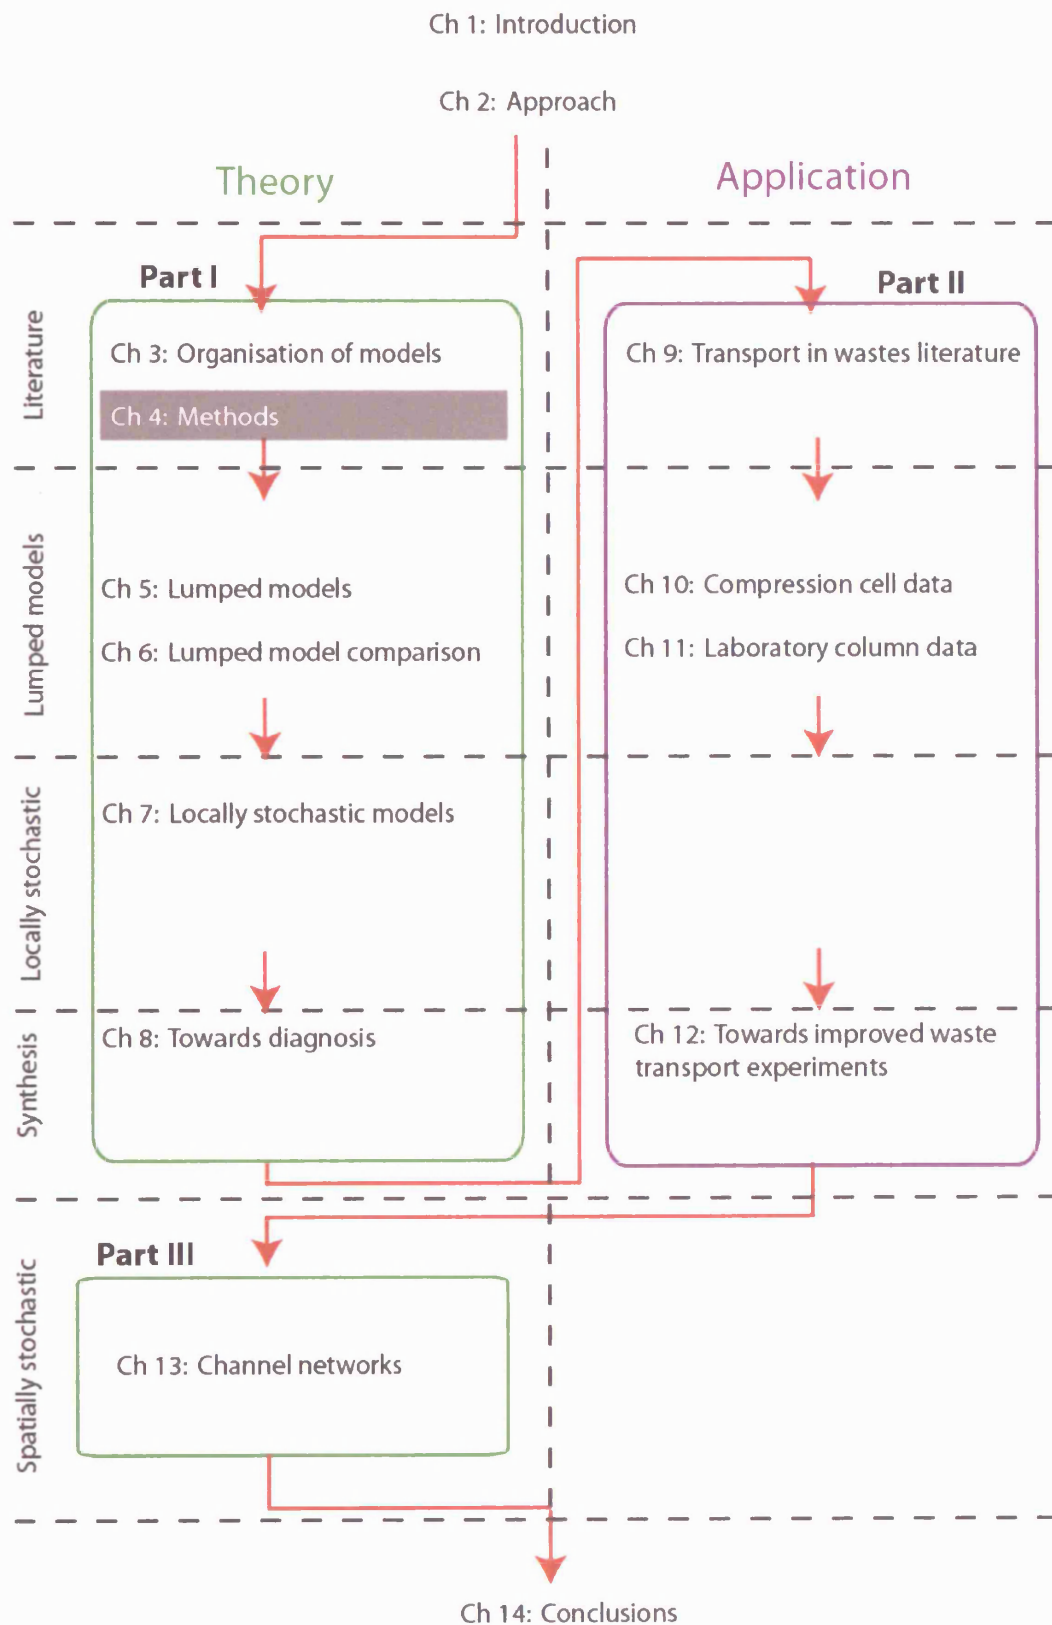 Ch 1: Introduction
Ch 2: Approach
Theory
Application
Part I
Part II
Literature
Ch 3: Organisation of models
Ch 4: Methods
Ch 9: Transport in wastes literature
Lumped models
Ch 5: Lumped models
Ch 6: Lumped model comparison
Ch 10: Compression cell data
Ch 11: Laboratory column data
Locally stochastic
Ch 7: Locally stochastic models
Synthesis
Ch 8: Towards diagnosis
Ch 12: Towards improved waste
transport experiments
Part III
Spatially stochastic
Ch 13: Channel networks
Ch 14: Conclusions